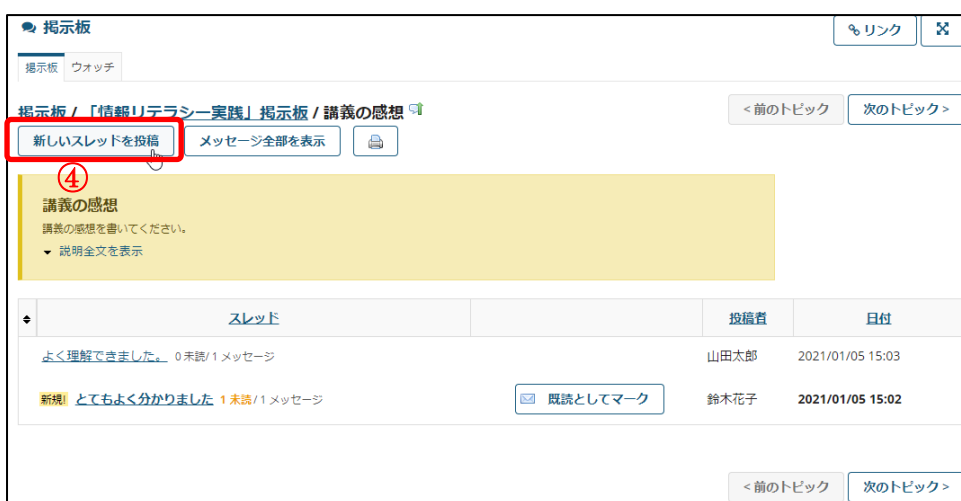 掲示板
リンク
掲示板 ウォッチ
掲示板 / 「情報リテラシー実践」掲示板 / 講義の感想
<前のトピック 次のトピック>
新しいスレッドを投稿 メッセージ全部を表示
④
講義の感想
講義の感想を書いてください。
説明全文を表示
スレッド 投稿者 日付
よく理解できました。 0未読/1メッセージ 山田太郎 2021/01/05 15:03
新規! とてもよく分かりました 1未読/1メッセージ 既読としてマーク 鈴木花子 2021/01/05 15:02
<前のトピック 次のトピック>